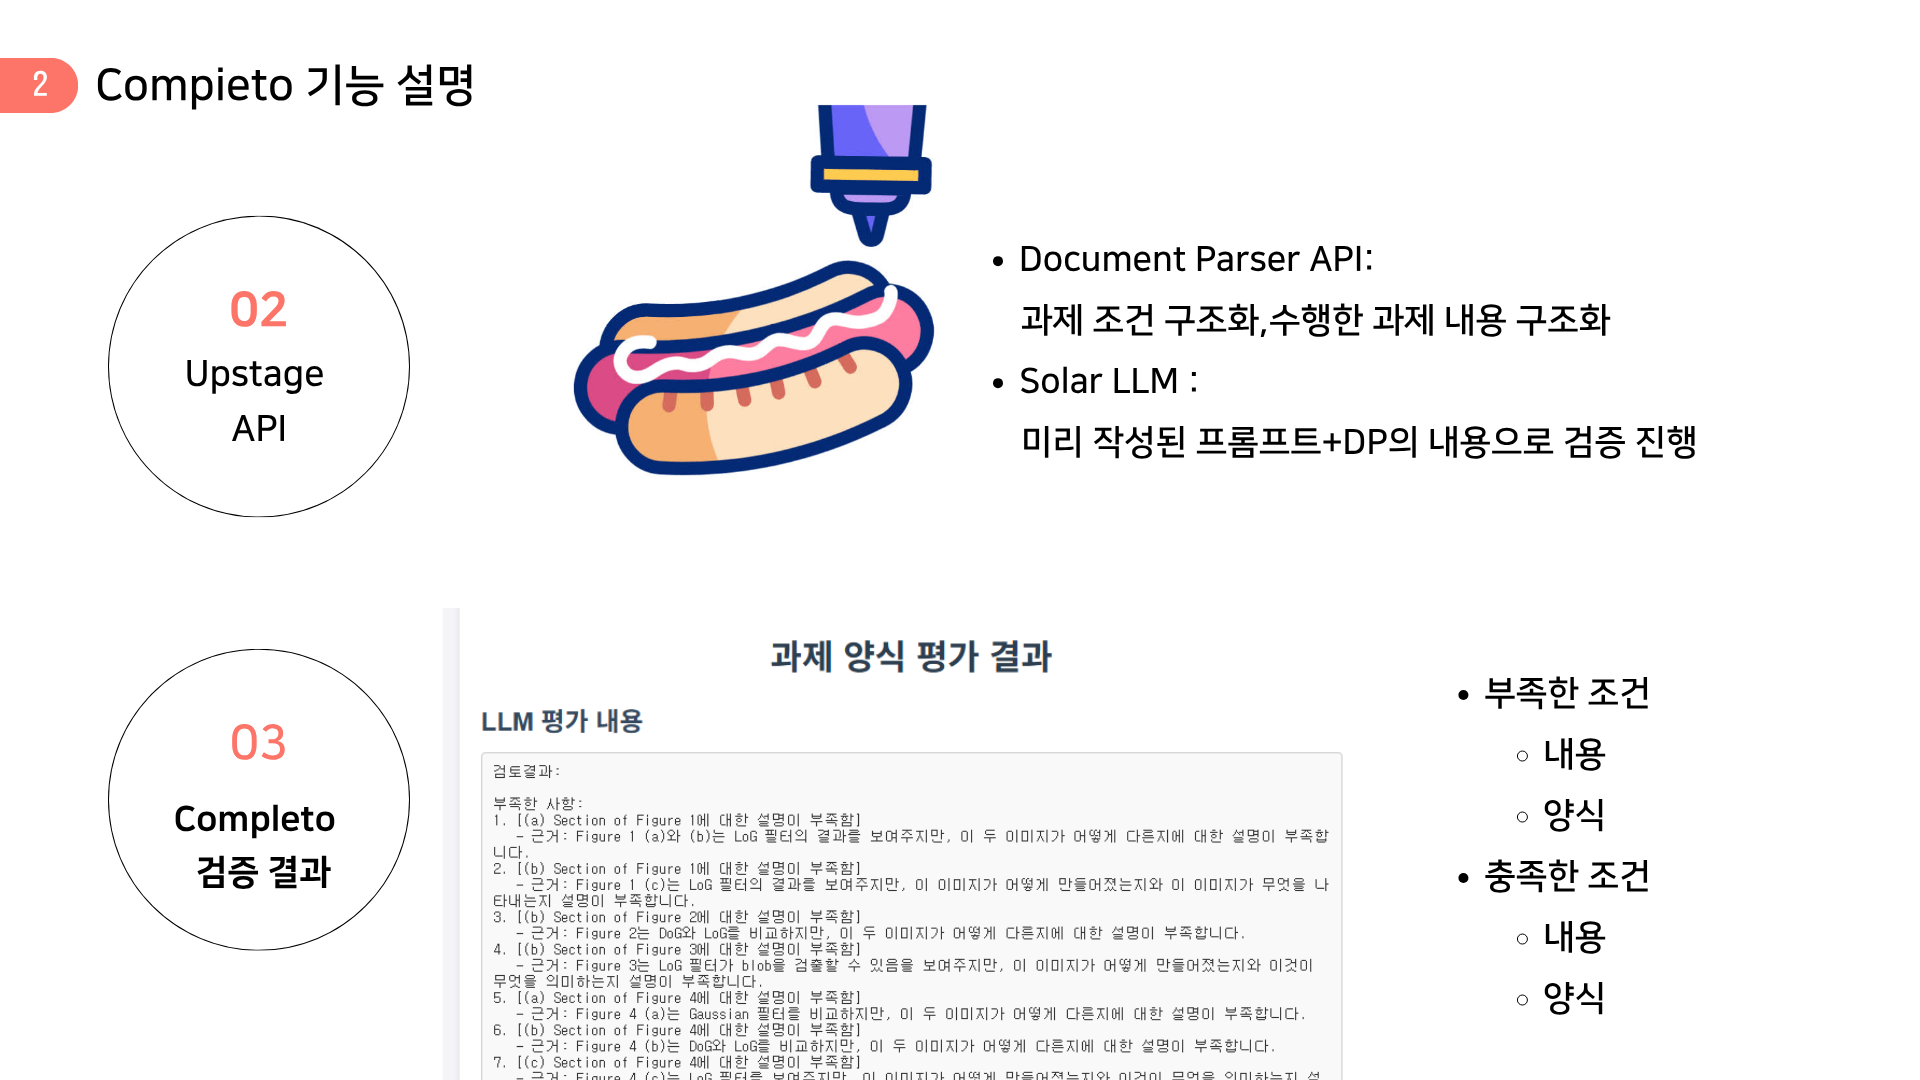 2
Compieto 기능 설명
02
Upstage
API
• Document Parser API:
과제 조건 구조화,수행한 과제 내용 구조화
• Solar LLM :
미리 작성된 프롬프트+DP의 내용으로 검증 진행
03
Completo
검증 결과
과제 양식 평가 결과
LLM 평가 내용
검토결과:
부족한 사항:
1. [(a) Section of Figure 1에 대한 설명이 부족함]
- 근거: Figure 1 (a)와 (b)는 LoG 필터의 결과를 보여주지만, 이 두 이미지가 어떻게 다른지에 대한 설명이 부족합
니다.
2. [(b) Section of Figure 1에 대한 설명이 부족함]
- 근거: Figure 1 (c)는 LoG 필터의 결과를 보여주지만, 이 이미지가 어떻게 만들어졌는지와 이 이미지가 무엇을 나
타내는지 설명이 부족합니다.
3. [(b) Section of Figure 2에 대한 설명이 부족함]
- 근거: Figure 2는 DoG와 LoG를 비교하지만, 이 두 이미지가 어떻게 다른지에 대한 설명이 부족합니다.
4. [(b) Section of Figure 3에 대한 설명이 부족함]
- 근거: Figure 3는 LoG 필터가 blob을 검출할 수 있음을 보여주지만, 이 이미지가 어떻게 만들어졌는지와 이것이
무엇을 의미하는지 설명이 부족합니다.
5. [(a) Section of Figure 4에 대한 설명이 부족함]
- 근거: Figure 4 (a)는 Gaussian 필터를 비교하지만, 이 두 이미지가 어떻게 다른지에 대한 설명이 부족합니다.
6. [(b) Section of Figure 4에 대한 설명이 부족함]
- 근거: Figure 4 (b)는 DoG와 LoG를 비교하지만, 이 두 이미지가 어떻게 다른지에 대한 설명이 부족합니다.
7. [(c) Section of Figure 4에 대한 설명이 부족함]
- 근거: Figure 4 (c)는 LoG 필터를 보여주지만, 이 이미지가 어떻게 만들어졌는지와 이것이 무엇을 의미하는지 설
• 부족한 조건
○ 내용
○ 양식
• 충족한 조건
○ 내용
○ 양식